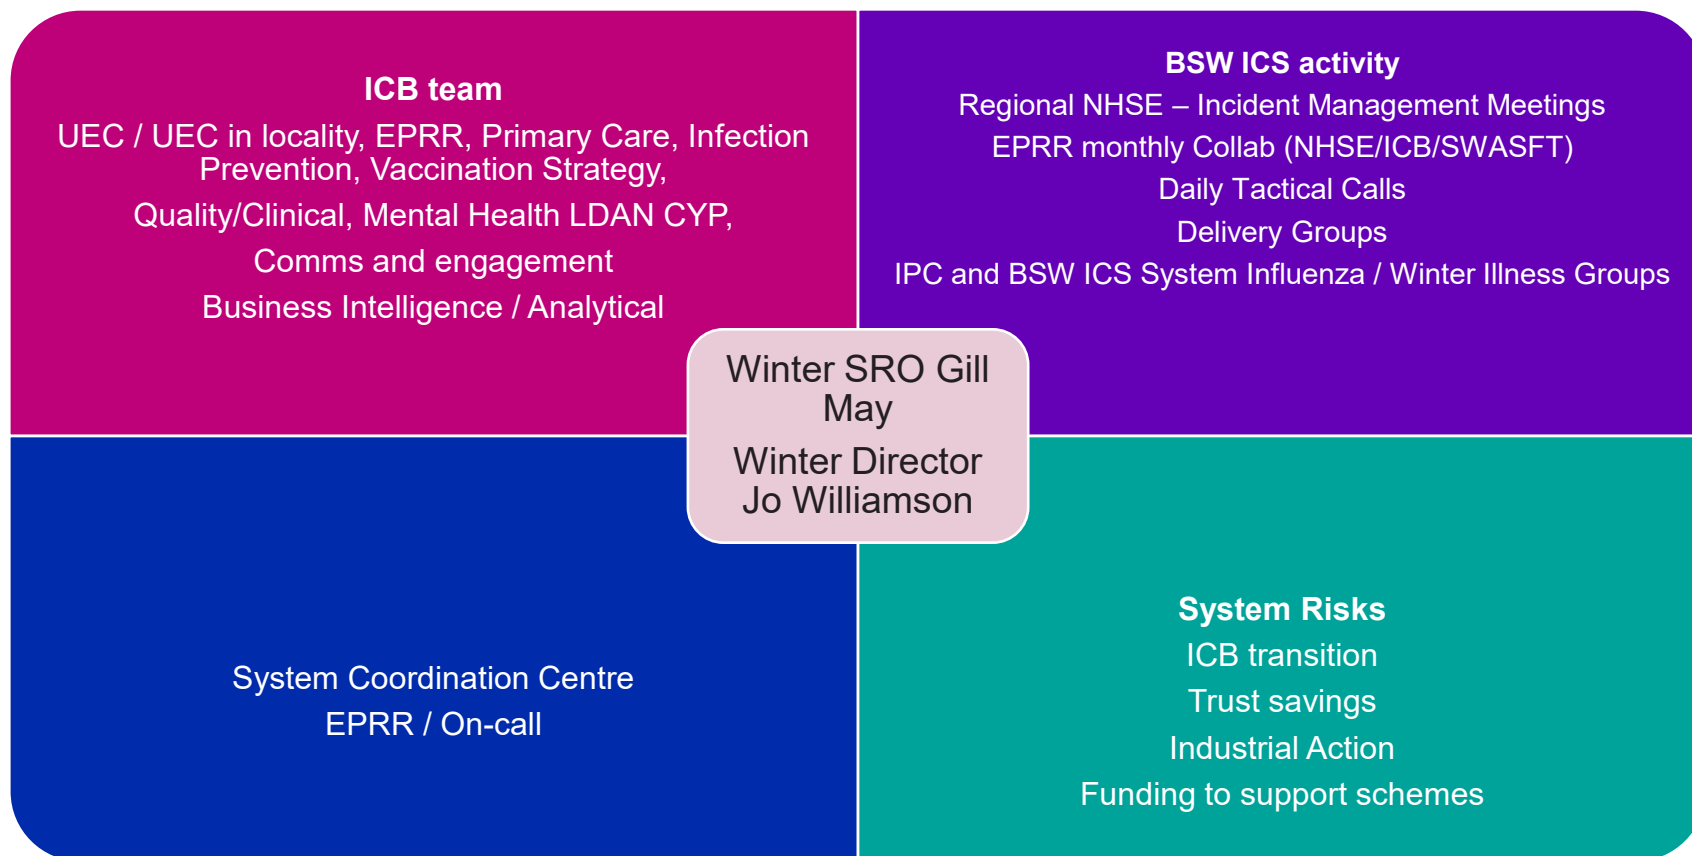 ICB team
UEC / UEC in locality, EPRR, Primary Care, Infection
Prevention, Vaccination Strategy,
Quality/Clinical, Mental Health LDAN CYP,
Comms and engagement
Business Intelligence / Analytical
BSW ICS activity
Regional NHSE – Incident Management Meetings
EPRR monthly Collab (NHSE/ICB/SWASFT)
Daily Tactical Calls
Delivery Groups
IPC and BSW ICS System Influenza / Winter Illness Groups
Winter SRO Gill
May
Winter Director
Jo Williamson
System Coordination Centre
EPRR / On-call
System Risks
ICB transition
Trust savings
Industrial Action
Funding to support schemes